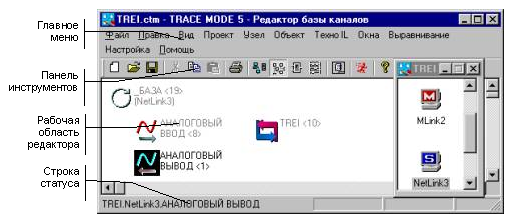 TREI.ctm - TRACE MODE 5 - Редактор базы каналов
Главное
меню
Файл Правка Вид Проект Узел Объект Техно IL Окна Выравнивание
Настройка Помощь
Панель
инструментов
TREI
_БАЗА <19>
(NetLink3)
АНАЛОГОВЫЙ
ВВОД <8>
TREI <10>
MLink2
Рабочая
область
редактора
АНАЛОГОВЫЙ
ВЫВОД <1>
NetLink3
Строка
статуса
TREI.NetLink3.АНАЛОГОВЫЙ ВЫВОД